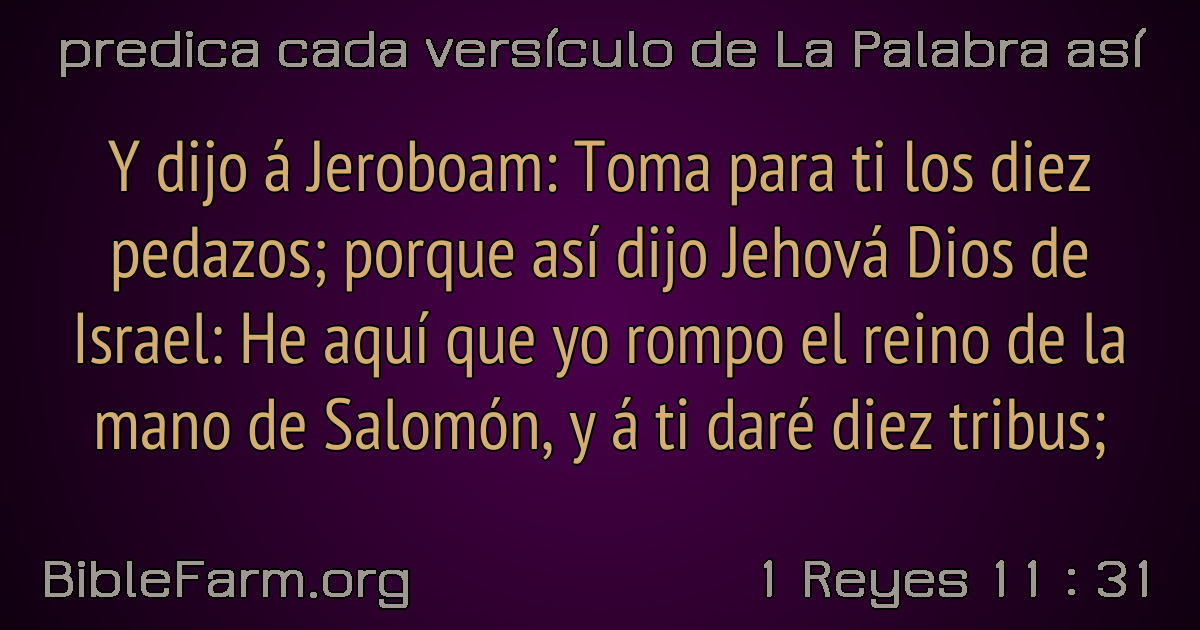 predica cada versículo de La Palabra así
Y dijo á Jeroboam: Toma para ti los diez
pedazos; porque así dijo Jehová Dios de
Israel: He aquí que yo rompo el reino de la
mano de Salomón, y á ti daré diez tribus;
BibleFarm.org
1 Reyes 11 : 31